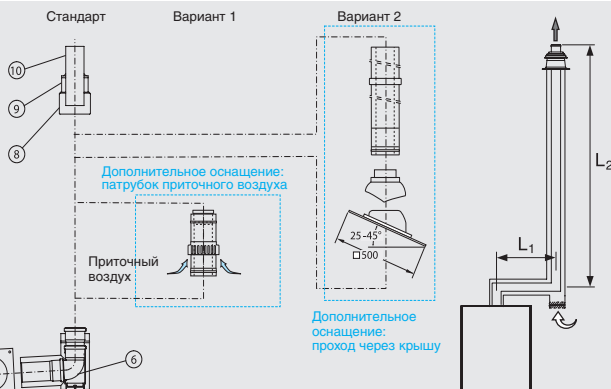 Стандарт
Вариант 1
Вариант 2
10
9
8
Дополнительное оснащение:
патрубок приточного воздуха
Приточный
воздух
25-45°
□500
Дополнительное
оснащение:
проход через крышу
6
L2
L1